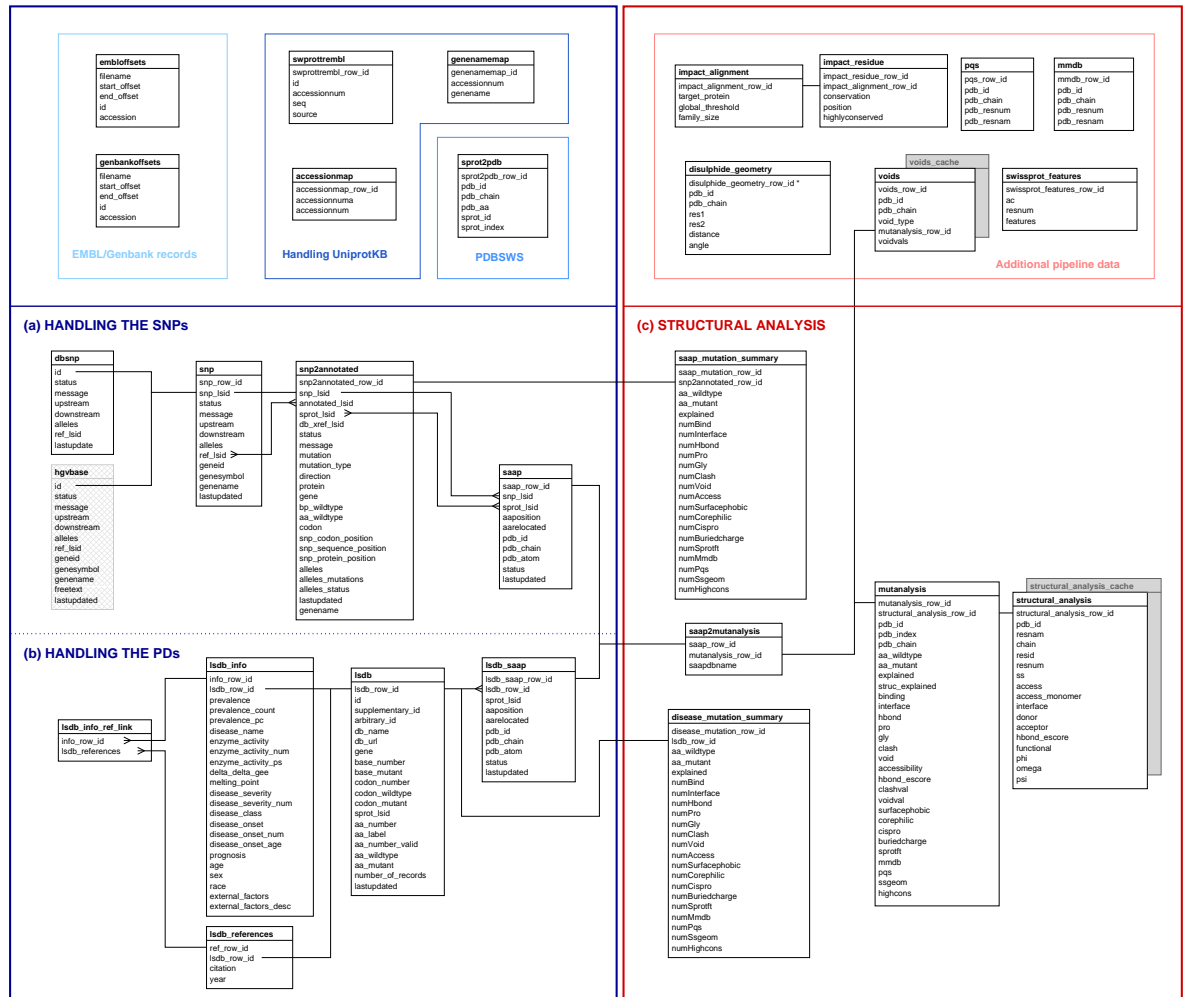 embloffsets
filename
start_offset
end_offset
id
accession
genbankoffsets
filename
start_offset
end_offset
id
accession
EMBL/Genbank records
swprottrembl
swprottrembl_row_id
id
accessionnum
seq
source
genenamemap
genenamemap_id
accessionnum
genename
accessionmap
accessionmap_row_id
accessionnuma
accessionnum
Handling UniprotKB
sprot2pdb
sprot2pdb_row_id
pdb_id
pdb_chain
pdb_aa
sprot_id
sprot_index
PDBSWS
impact_alignment
impact_alignment_row_id
target_protein
global_threshold
family_size
impact_residue
impact_residue_row_id
impact_alignment_row_id
conservation
position
highlyconserved
pqs
pqs_row_id
pdb_id
pdb_chain
pdb_resnum
pdb_resnam
mmdb
mmdb_row_id
pdb_id
pdb_chain
pdb_resnum
pdb_resnam
disulphide_geometry
disulphide_geometry_row_id *
pdb_id
pdb_chain
res1
res2
distance
angle
voids_cache
voids
voids_row_id
pdb_id
pdb_chain
void_type
mutanalysis_row_id
voidvals
swissprot_features
swissprot_features_row_id
ac
resnum
features
Additional pipeline data
(a) HANDLING THE SNPs
dbsnp
id
status
message
upstream
downstream
alleles
ref_lsid
lastupdate
hgvbase
id
status
message
upstream
downstream
alleles
ref_lsid
geneid
genesymbol
genename
freetext
lastupdated
snp
snp_row_id
snp_lsid
status
message
upstream
downstream
alleles
ref_lsid
geneid
genesymbol
genename
lastupdated
snp2annotated
snp2annotated_row_id
snp_lsid
annotated_lsid
sprot_lsid
db_xref_lsid
status
message
mutation
mutation_type
direction
protein
gene
bp_wildtype
aa_wildtype
codon
snp_codon_position
snp_sequence_position
snp_protein_position
alleles
alleles_mutations
alleles_status
lastupdated
genename
saap
saap_row_id
snp_lsid
sprot_lsid
aaposition
aarelocated
pdb_id
pdb_chain
pdb_atom
status
lastupdated
(b) HANDLING THE PDs
lsdb_info_ref_link
info_row_id
lsdb_references
lsdb_info
info_row_id
lsdb_row_id
prevalence
prevalence_count
prevalence_pc
disease_name
enzyme_activity
enzyme_activity_num
enzyme_activity_ps
delta_delta_gee
melting_point
disease_severity
disease_severity_num
disease_class
disease_onset
disease_onset_num
disease_onset_age
prognosis
age
sex
race
external_factors
external_factors_desc
lsdb_references
ref_row_id
lsdb_row_id
citation
year
lsdb
lsdb_row_id
id
supplementary_id
arbitrary_id
db_name
db_url
gene
base_number
base_mutant
codon_number
codon_wildtype
codon_mutant
sprot_lsid
aa_number
aa_label
aa_number_valid
aa_wildtype
aa_mutant
number_of_records
lastupdated
lsdb_saap
lsdb_saap_row_id
lsdb_row_id
sprot_lsid
aaposition
aarelocated
pdb_id
pdb_chain
pdb_atom
status
lastupdated
(c) STRUCTURAL ANALYSIS
saap_mutation_summary
saap_mutation_row_id
snp2annotated_row_id
aa_wildtype
aa_mutant
explained
numBind
numInterface
numHbond
numPro
numGly
numClash
numVoid
numAccess
numSurfacephobic
numCorephilic
numCispro
numBuriedcharge
numSprotft
numMmdb
numPqs
numSsgeom
numHighcons
saap2mutanalysis
saap_row_id
mutanalysis_row_id
saapdbname
disease_mutation_summary
disease_mutation_row_id
lsdb_row_id
aa_wildtype
aa_mutant
explained
numBind
numInterface
numHbond
numPro
numGly
numClash
numVoid
numAccess
numSurfacephobic
numCorephilic
numCispro
numBuriedcharge
numSprotft
numMmdb
numPqs
numSsgeom
numHighcons
mutanalysis
mutanalysis_row_id
structural_analysis_row_id
pdb_id
pdb_index
pdb_chain
aa_wildtype
aa_mutant
explained
struc_explained
binding
interface
hbond
pro
gly
clash
void
accessibility
hbond_escore
clashval
voidval
surfacephobic
corephilic
cispro
buriedcharge
sprotft
mmdb
pqs
ssgeom
highcons
structural_analysis_cache
structural_analysis
structural_analysis_row_id
pdb_id
resnam
chain
resid
resnum
ss
access
access_monomer
interface
donor
acceptor
hbond_escore
functional
phi
omega
psi